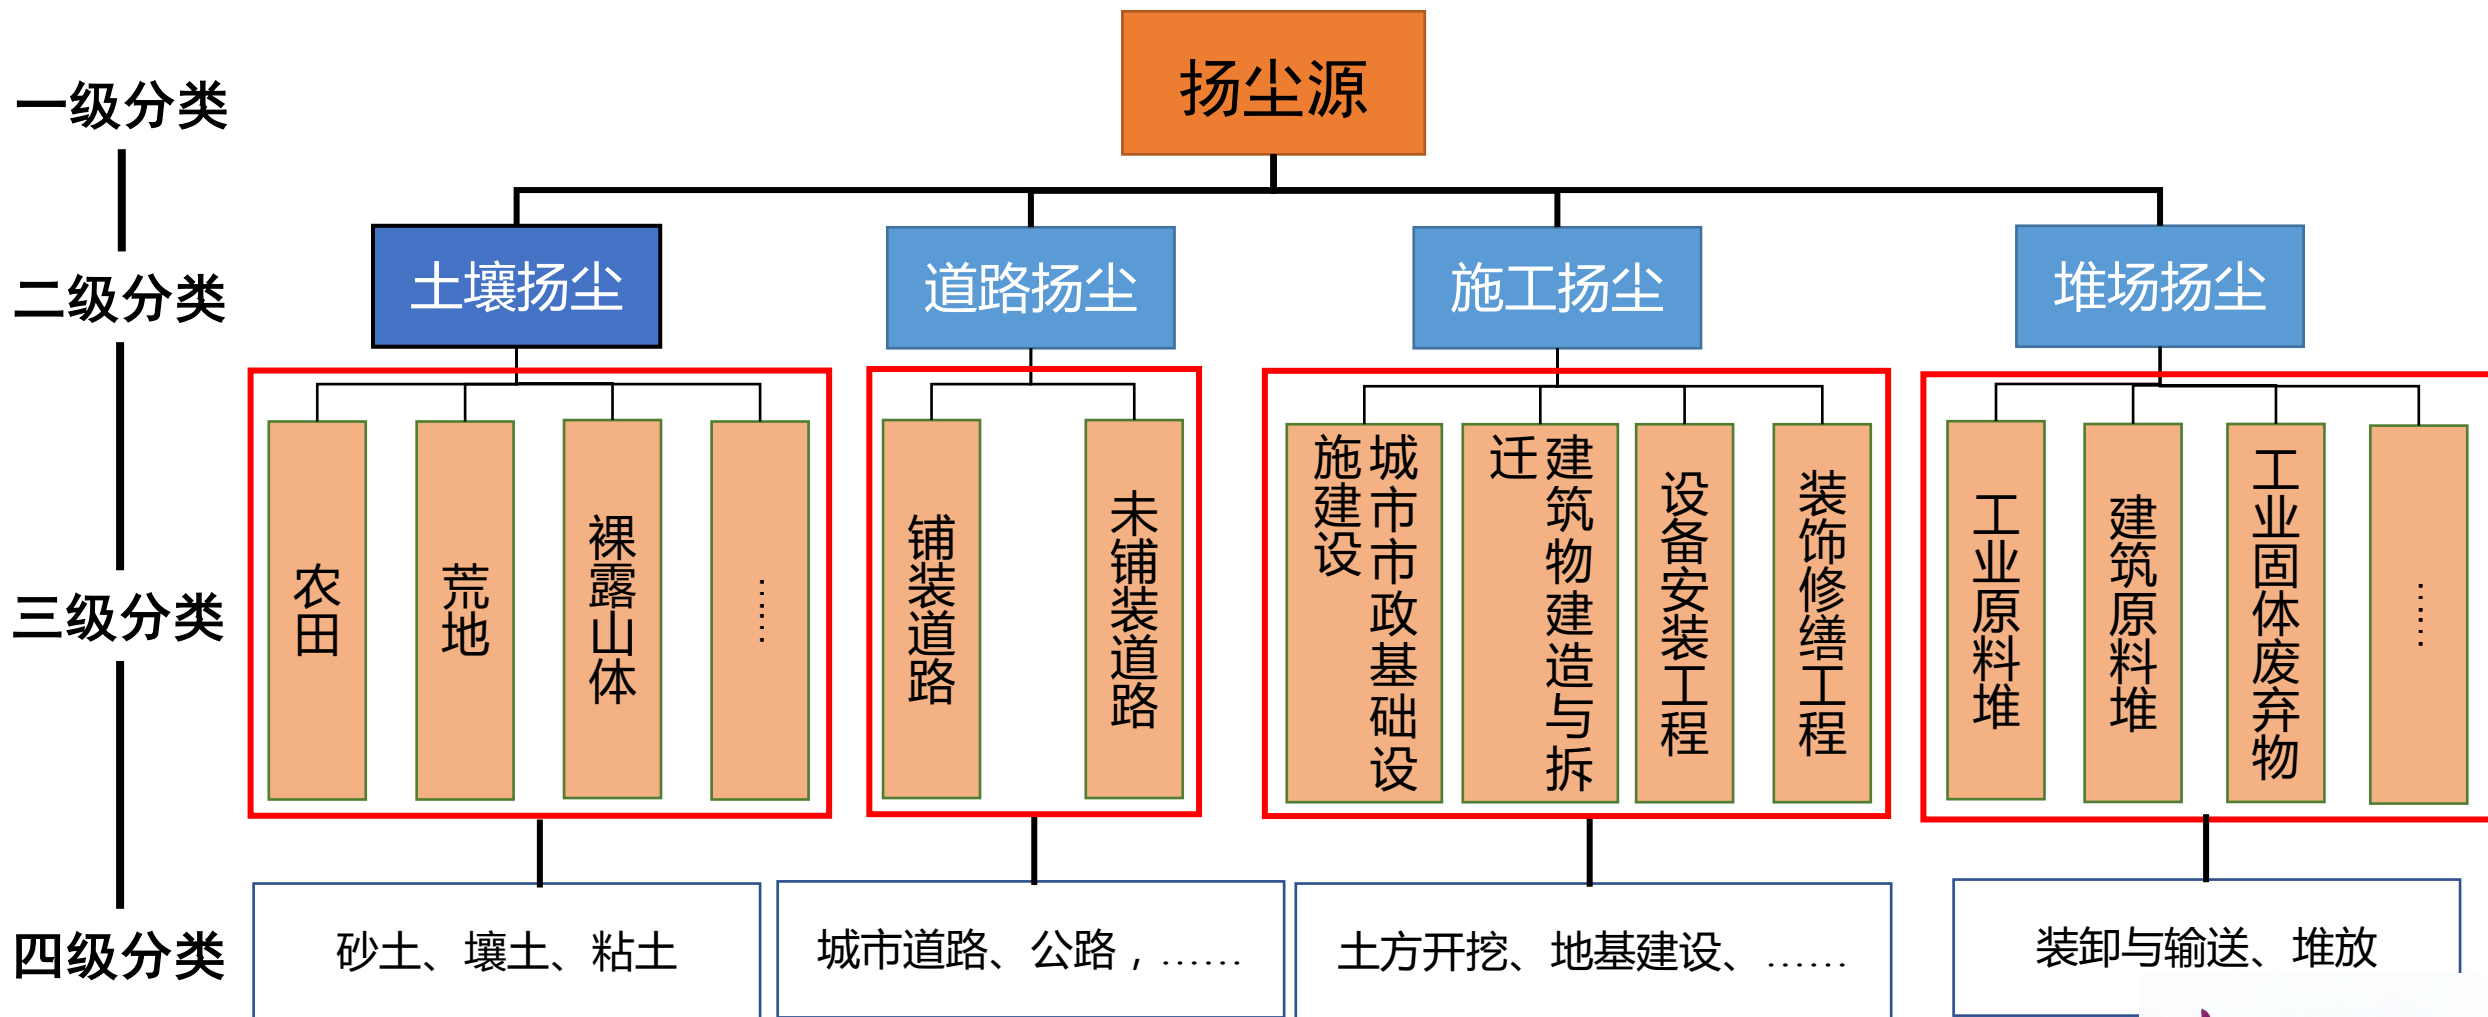 扬尘源
一级分类
二级分类
土壤扬尘
道路扬尘
施工扬尘
堆场扬尘
三级分类
农田
荒地
裸露山体
……
铺装道路
未铺装道路
城市市政基础设
施建设
建筑物建造与拆
迁
设备安装工程
装饰修缮工程
工业原料堆
建筑原料堆
工业固体废弃物
……
四级分类
砂土、壤土、粘土
城市道路、公路，……
土方开挖、地基建设、……
装卸与输送、堆放